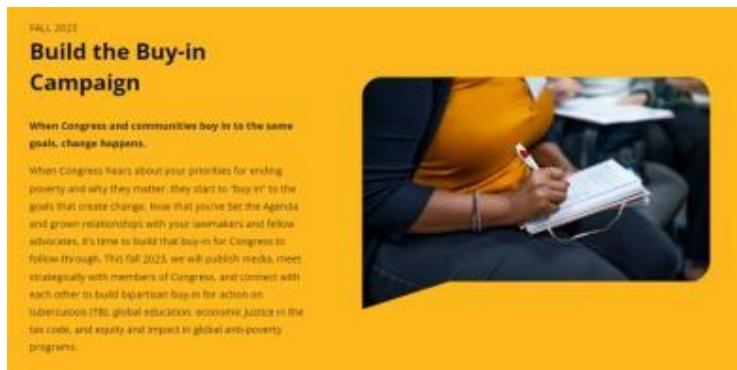 FALL 2023
Build the Buy-in
Campaign
When Congress and communities buy in to the same
goals, change happens.
When Congress hears about your priorities for ending
poverty and why they matter, they start to "buy in" to the
goals that create change. Now that you've Set the Agenda
and grown relationships with your lawmakers and fellow
advocates, it's time to build that buy-in for Congress to
follow through. This fall 2023, we will publish media, meet
strategically with members of Congress, and connect with
each other to build bipartisan buy-in for action on
tuberculosis (TB), global education, economic justice in the
tax code, and equity and impact in global anti-poverty
programs.